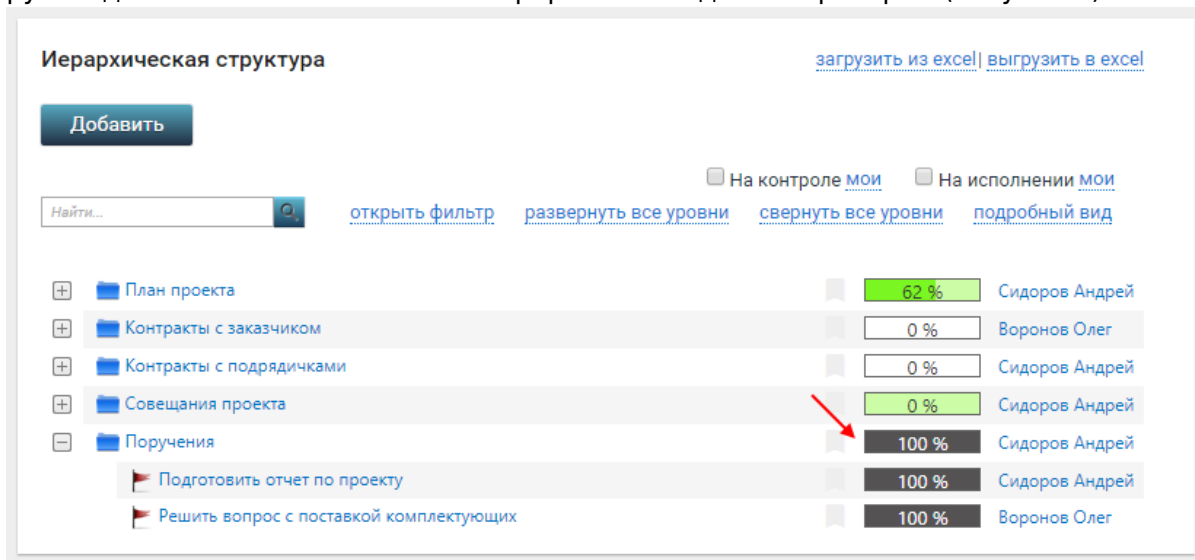 Иерархическая структура
загрузить из excel| выгрузить в excel
Добавить
На контроле мои На исполнении мои
Найти... открыть фильтр развернуть все уровни свернуть все уровни подробный вид
План проекта 62 % Сидоров Андрей
Контракты с заказчиком 0 % Воронов Олег
Контракты с подрядичками 0 % Сидоров Андрей
Совещания проекта 0 % Сидоров Андрей
Поручения 100 % Сидоров Андрей
Подготовить отчет по проекту 100 % Сидоров Андрей
Решить вопрос с поставкой комплектующих 100 % Воронов Олег